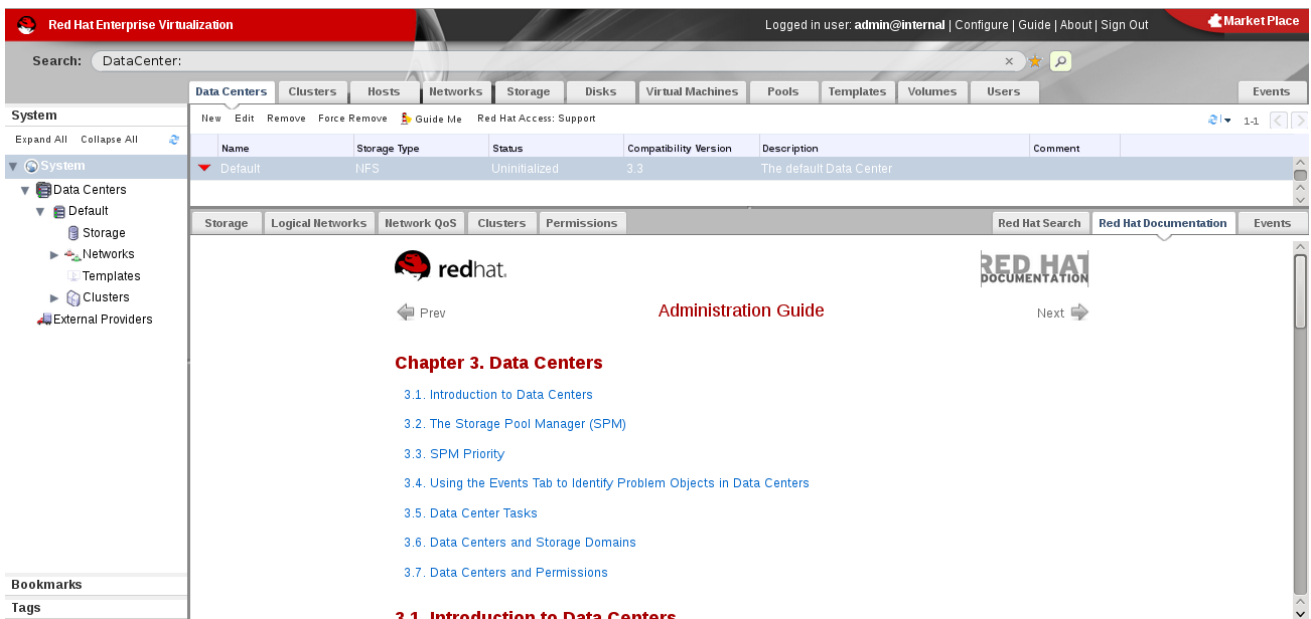 Red Hat Enterprise Virtualization
Logged in user: admin@internal | Configure | Guide | About | Sign Out
Market Place
Search: DataCenter:
Data Centers Clusters Hosts Networks Storage Disks Virtual Machines Pools Templates Volumes Users Events
System
New Edit Remove Force Remove Guide Me Red Hat Access: Support 1-1
Expand All Collapse All
Name Storage Type Status Compatibility Version Description Comment
System
Default NFS Uninitialized 3.3 The default Data Center
Data Centers
Default
Storage
Networks
Templates
Clusters
External Providers
Storage Logical Networks Network QoS Clusters Permissions Red Hat Search Red Hat Documentation Events
redhat.
RED HAT
DOCUMENTATION
Prev Administration Guide Next
Chapter 3. Data Centers
3.1. Introduction to Data Centers
3.2. The Storage Pool Manager (SPM)
3.3. SPM Priority
3.4. Using the Events Tab to Identify Problem Objects in Data Centers
3.5. Data Center Tasks
3.6. Data Centers and Storage Domains
3.7. Data Centers and Permissions
3.1. Introduction to Data Centers
Bookmarks
Tags